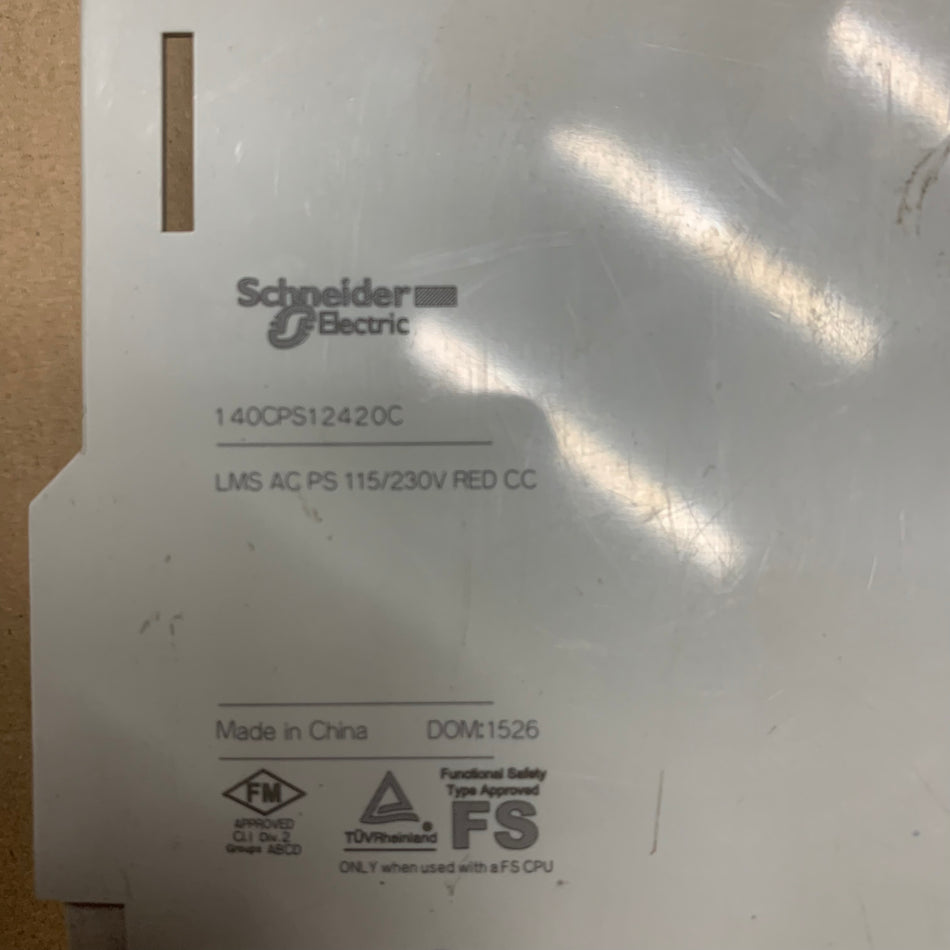 Schneider
Electric
140CPS12420C
LMS AC PS 115/230V RED CC
Made in China DOM:1526
FM
APPROVED
Cl.I Div.2
Groups ABCD
TÜVRheinland®
Functional Safety
Type Approved
FS
ONLY when used with a FS CPU